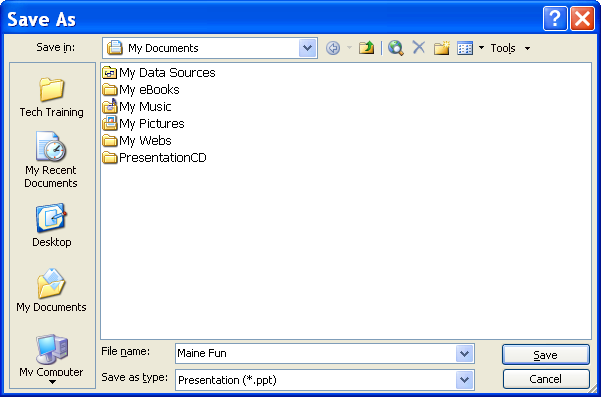 Save As
Save in:
My Documents
Tools
Tech Training
My Recent
Documents
Desktop
My Documents
My Computer
My Data Sources
My eBooks
My Music
My Pictures
My Webs
PresentationCD
File name:
Maine Fun
Save
Save as type:
Presentation (*.ppt)
Cancel